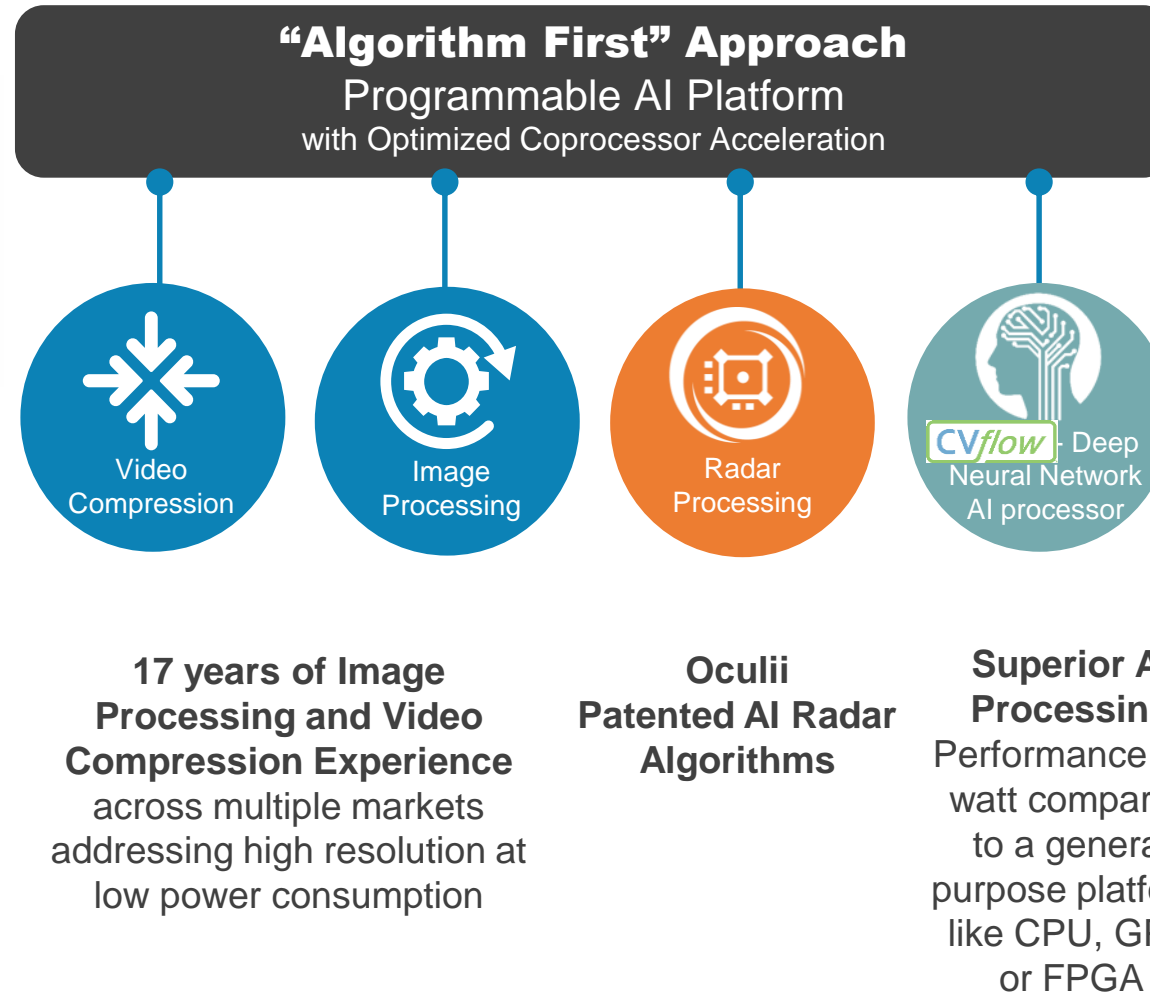 “Algorithm First” Approach
Programmable AI Platform
with Optimized Coprocessor Acceleration
Video
Compression
Image
Processing
Radar
Processing
CVflow - Deep
Neural Network
AI processor
17 years of Image
Processing and Video
Compression Experience
across multiple markets
addressing high resolution at
low power consumption
Oculii
Patented AI Radar
Algorithms
Superior
Performance
watt
to a
purpose
like CPU,
or FPGA